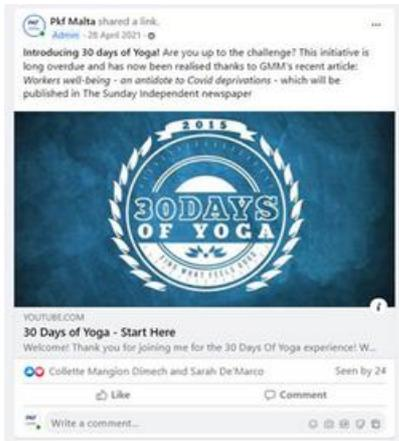 Pkf Malta shared a link.
Admin · 28 April 2021 ·
Introducing 30 days of Yoga! Are you up to the challenge? This initiative is
long overdue and has now been realised thanks to GMM's recent article:
Workers well-being - an antidote to Covid deprivations - which will be
published in The Sunday Independent newspaper
2015
30DAYS
OF YOGA
FIND WHAT FEELS GOOD
YOUTUBE.COM
30 Days of Yoga - Start Here
Welcome! Thank you for joining me for the 30 Days Of Yoga experience! W...
Collette Mangion Dimech and Sarah De'Marco
Seen by 24
Like
Comment
Write a comment...